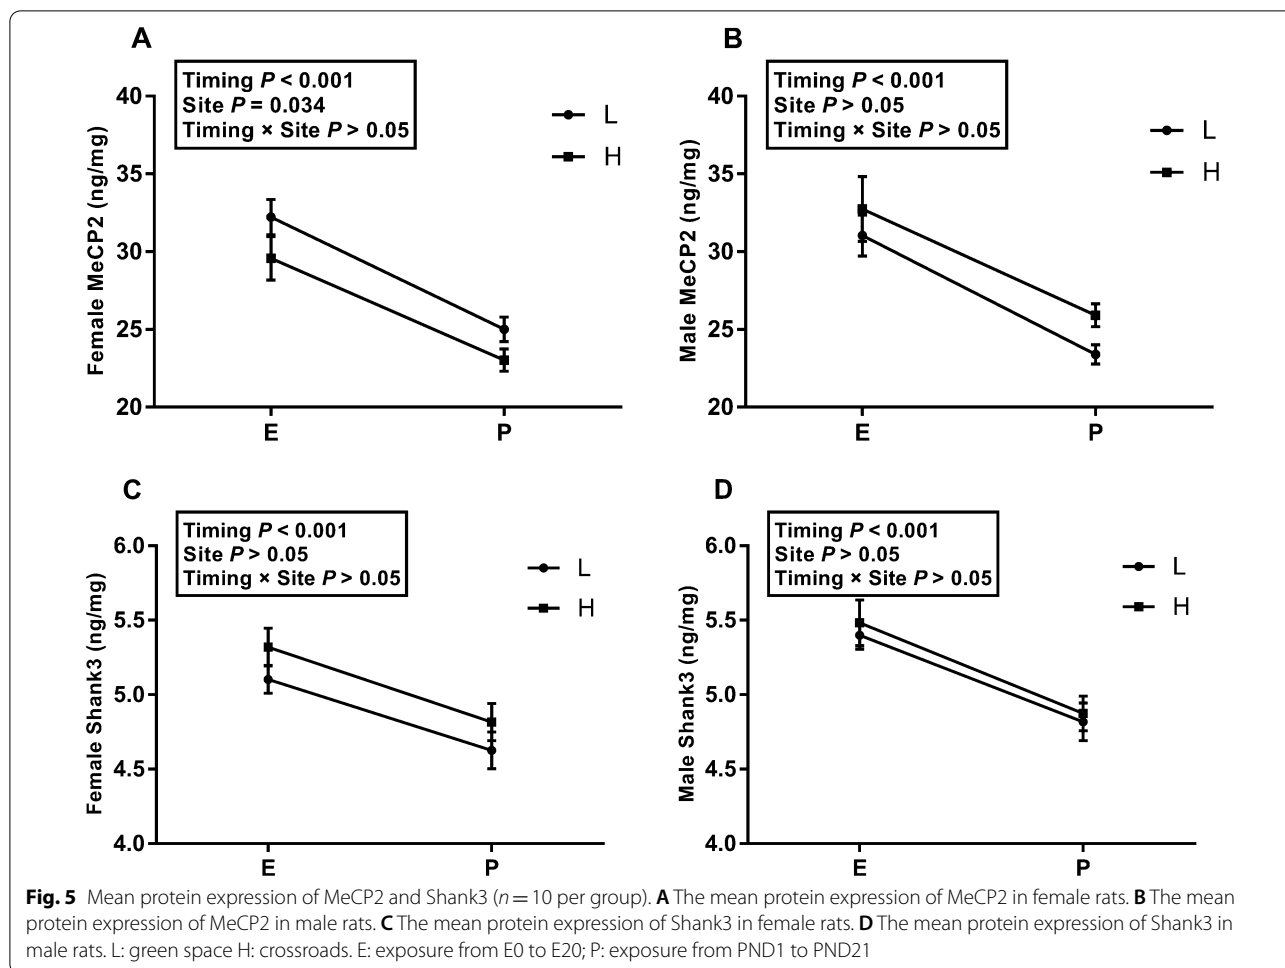 A
Timing P < 0.001
Site P = 0.034
Timing × Site P > 0.05
L
H
Female MeCP2 (ng/mg)
40
35
30
25
20
E
P
B
Timing P < 0.001
Site P > 0.05
Timing × Site P > 0.05
L
H
Male MeCP2 (ng/mg)
40
35
30
25
20
E
P
C
Timing P < 0.001
Site P > 0.05
Timing × Site P > 0.05
L
H
Female Shank3 (ng/mg)
6.0
5.5
5.0
4.5
4.0
E
P
D
Timing P < 0.001
Site P > 0.05
Timing × Site P > 0.05
L
H
Male Shank3 (ng/mg)
6.0
5.5
5.0
4.5
4.0
E
P
Fig. 5 Mean protein expression of MeCP2 and Shank3 (n = 10 per group). A The mean protein expression of MeCP2 in female rats. B The mean
protein expression of MeCP2 in male rats. C The mean protein expression of Shank3 in female rats. D The mean protein expression of Shank3 in
male rats. L: green space H: crossroads. E: exposure from E0 to E20; P: exposure from PND1 to PND21